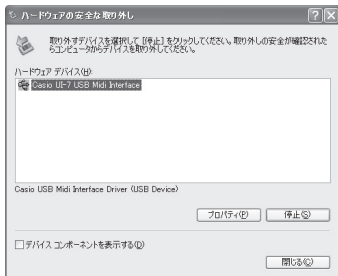 ハードウェアの安全な取り外し
取り外すデバイスを選択して [停止] をクリックしてください。取り外しの安全が確認された
らコンピュータからデバイスを取り外してください。
ハードウェア デバイス(H):
Casio UI-7 USB Midi Interface
Casio USB Midi Interface Driver (USB Device)
プロパティ(P)
停止(S)
デバイス コンポーネントを表示する(D)
閉じる(C)